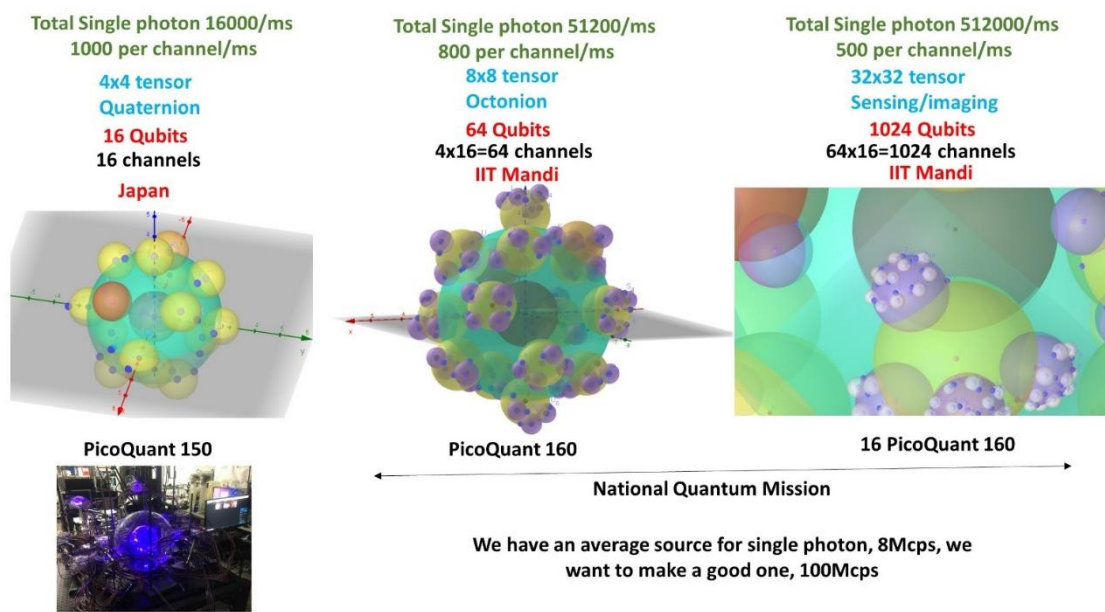 Total Single photon 16000/ms
1000 per channel/ms
4x4 tensor
Quaternion
16 Qubits
16 channels
Japan
PicoQuant 150
Total Single photon 51200/ms
800 per channel/ms
8x8 tensor
Octonion
64 Qubits
4x16=64 channels
IIT Mandi
PicoQuant 160
Total Single photon 512000/ms
500 per channel/ms
32x32 tensor
Sensing/imaging
1024 Qubits
64x16=1024 channels
IIT Mandi
16 PicoQuant 160
National Quantum Mission
We have an average source for single photon, 8Mcps, we
want to make a good one, 100Mcps